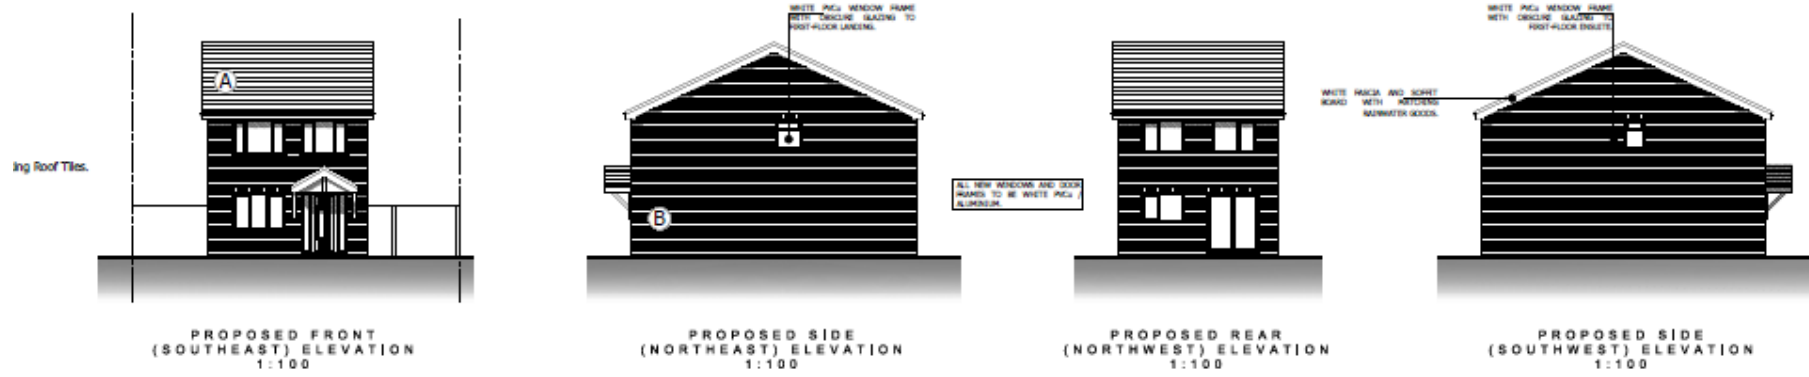 WHITE PVCu WINDOW FRAME
WITH OBSCURE GLAZING TO
FIRST-FLOOR LANDING.
WHITE PVCu WINDOW FRAME
WITH OBSCURE GLAZING TO
FIRST-FLOOR ENSUITE.
A
WHITE FASCIA AND SOFFIT
BOARD WITH MATCHING
RAINWATER GOODS.
ing Roof Tiles.
ALL NEW WINDOWS AND DOOR
FRAMES TO BE WHITE PVCu /
ALUMINIUM.
B
PROPOSED FRONT
(SOUTHEAST) ELEVATION
1:100
PROPOSED SIDE
(NORTHEAST) ELEVATION
1:100
PROPOSED REAR
(NORTHWEST) ELEVATION
1:100
PROPOSED SIDE
(SOUTHWEST) ELEVATION
1:100